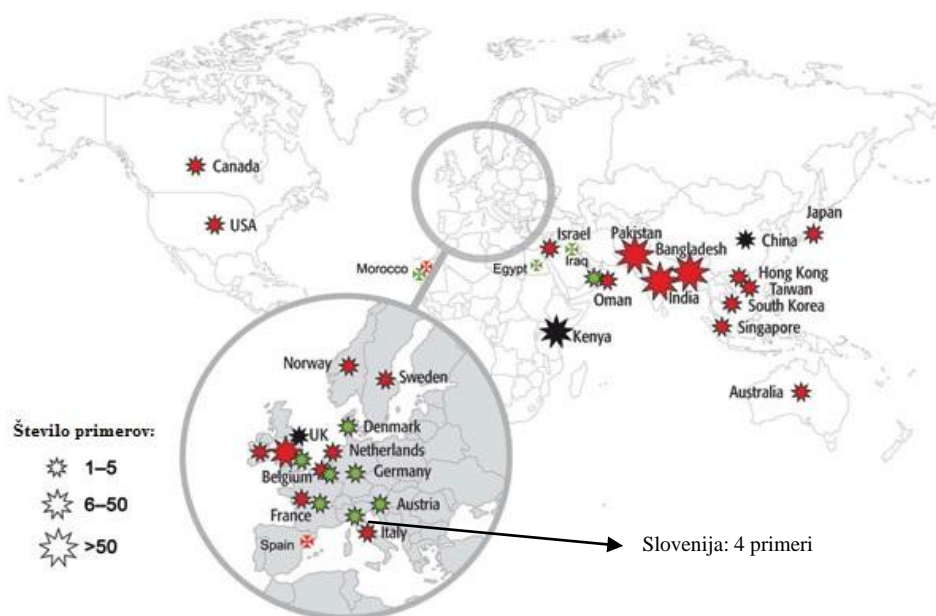 Canada
USA
Morocco
Egypt
Israel
Iraq
Oman
Pakistan
Bangladesh
India
Kenya
China
Japan
Hong Kong
Taiwan
South Korea
Singapore
Australia
Norway
Sweden
Denmark
UK
Netherlands
Belgium
Germany
France
Austria
Spain
Italy
Število primerov:
1–5
6–50
>50
Slovenija: 4 primeri